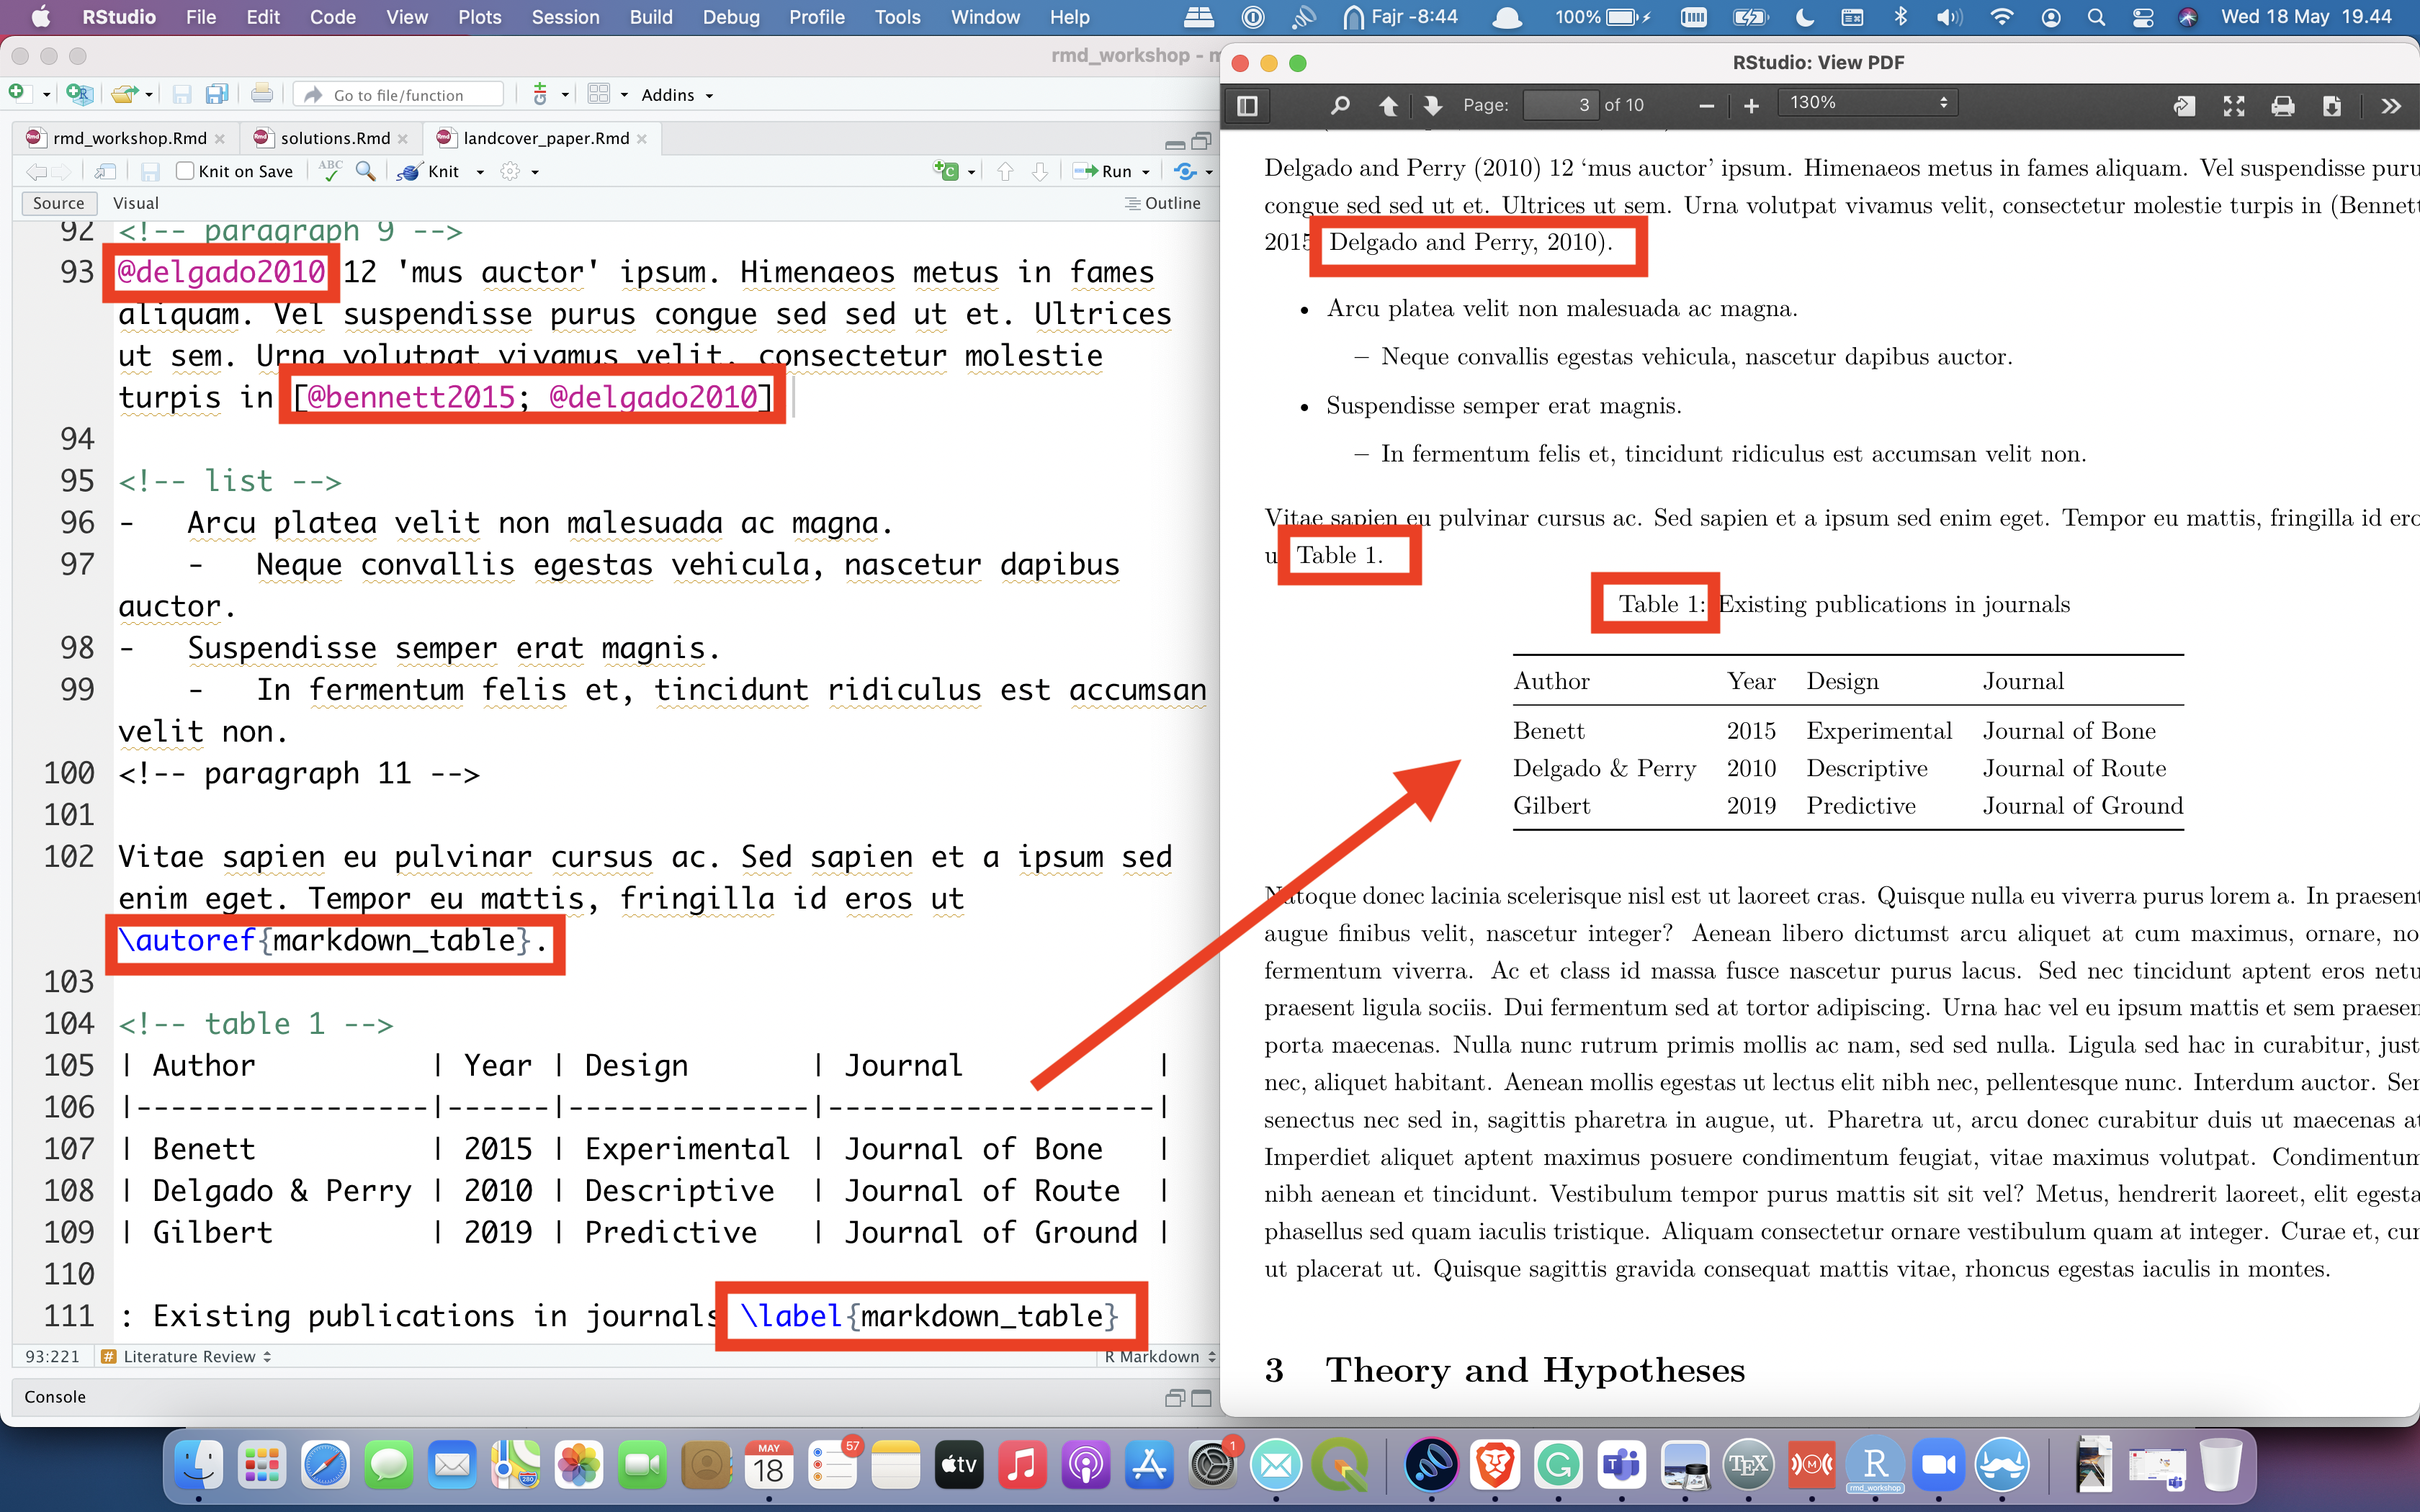 RStudio File Edit Code View Plots Session Build Debug Profile Tools Window Help Fajr -8:44 100% Wed 18 May 19.44
rmd_workshop - m
Go to file/function Addins
rmd_workshop.Rmd solutions.Rmd landcover_paper.Rmd
Knit on Save ABC Knit Run
Source Visual Outline
92 <!-- paragraph 9 -->
93 @delgado2010 12 'mus auctor' ipsum. Himenaeos metus in fames
aliquam. Vel suspendisse purus congue sed sed ut et. Ultrices
ut sem. Urna volutpat vivamus velit, consectetur molestie
turpis in [@bennett2015; @delgado2010]
94
95 <!-- list -->
96 - Arcu platea velit non malesuada ac magna.
97 - Neque convallis egestas vehicula, nascetur dapibus
auctor.
98 - Suspendisse semper erat magnis.
99 - In fermentum felis et, tincidunt ridiculus est accumsan
velit non.
100 <!-- paragraph 11 -->
101
102 Vitae sapien eu pulvinar cursus ac. Sed sapien et a ipsum sed
enim eget. Tempor eu mattis, fringilla id eros ut
\autoref{markdown_table}.
103
104 <!-- table 1 -->
105 | Author | Year | Design | Journal |
106 |-----------------|------|--------------|-------------------|
107 | Benett | 2015 | Experimental | Journal of Bone |
108 | Delgado & Perry | 2010 | Descriptive | Journal of Route |
109 | Gilbert | 2019 | Predictive | Journal of Ground |
110
111 : Existing publications in journals \label{markdown_table}
93:221 # Literature Review R Markdown
Console
RStudio: View PDF
Page: 3 of 10 130%
Delgado and Perry (2010) 12 ‘mus auctor’ ipsum. Himenaeos metus in fames aliquam. Vel suspendisse puru
congue sed sed ut et. Ultrices ut sem. Urna volutpat vivamus velit, consectetur molestie turpis in (Bennett
2015 Delgado and Perry, 2010).
• Arcu platea velit non malesuada ac magna.
– Neque convallis egestas vehicula, nascetur dapibus auctor.
• Suspendisse semper erat magnis.
– In fermentum felis et, tincidunt ridiculus est accumsan velit non.
Vitae sapien eu pulvinar cursus ac. Sed sapien et a ipsum sed enim eget. Tempor eu mattis, fringilla id ero
u Table 1.
Table 1: Existing publications in journals
Author Year Design Journal
Benett 2015 Experimental Journal of Bone
Delgado & Perry 2010 Descriptive Journal of Route
Gilbert 2019 Predictive Journal of Ground
Natoque donec lacinia scelerisque nisl est ut laoreet cras. Quisque nulla eu viverra purus lorem a. In praesent
augue finibus velit, nascetur integer? Aenean libero dictumst arcu aliquet at cum maximus, ornare, no
fermentum viverra. Ac et class id massa fusce nascetur purus lacus. Sed nec tincidunt aptent eros netu
praesent ligula sociis. Dui fermentum sed at tortor adipiscing. Urna hac vel eu ipsum mattis et sem praesen
porta maecenas. Nulla nunc rutrum primis mollis ac nam, sed sed nulla. Ligula sed hac in curabitur, just
nec, aliquet habitant. Aenean mollis egestas ut lectus elit nibh nec, pellentesque nunc. Interdum auctor. Sem
senectus nec sed in, sagittis pharetra in augue, ut. Pharetra ut, arcu donec curabitur duis ut maecenas at
Imperdiet aliquet aptent maximus posuere condimentum feugiat, vitae maximus volutpat. Condimentum
nibh aenean et tincidunt. Vestibulum tempor purus mattis sit sit vel? Metus, hendrerit laoreet, elit egesta
phasellus sed quam iaculis tristique. Aliquam consectetur ornare vestibulum quam at integer. Curae et, cur
ut placerat ut. Quisque sagittis gravida consequat mattis vitae, rhoncus egestas iaculis in montes.
3 Theory and Hypotheses
280 MAY 18 57 tv 1 TEX M R rmd_workshop